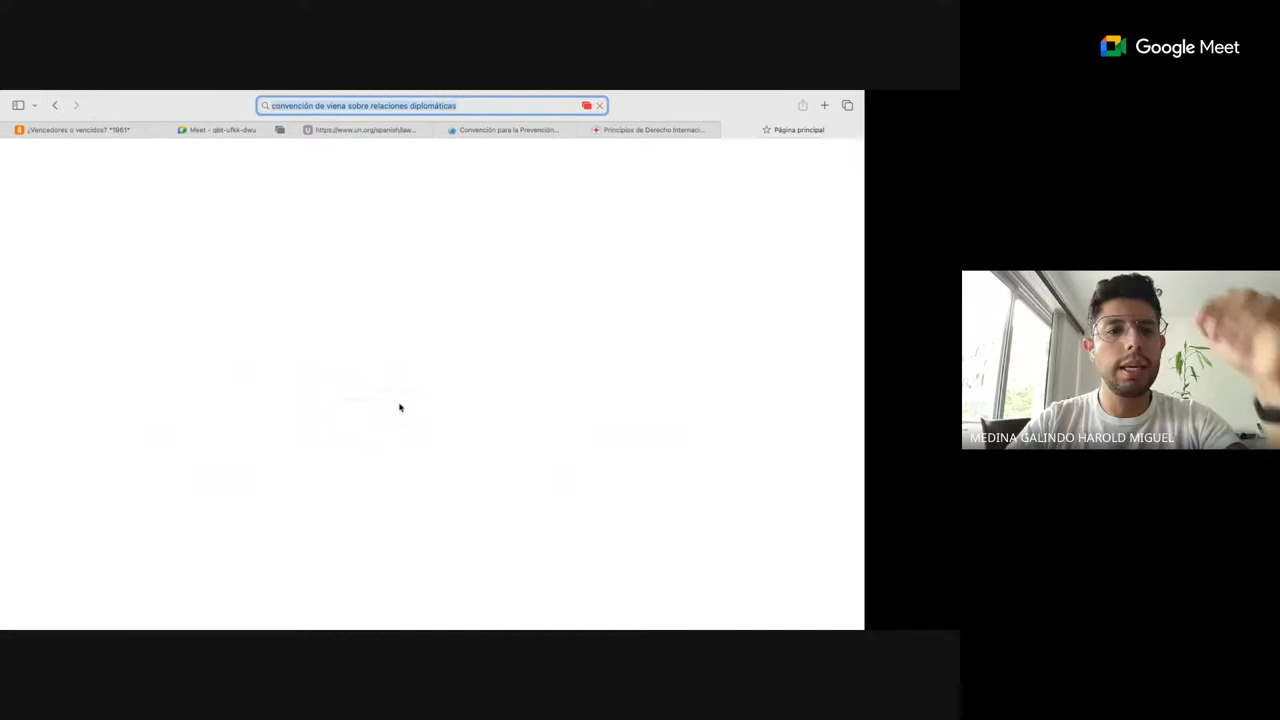 Google Meet
convención de viena sobre relaciones diplomáticas
¿Vencedores o vencidos? *1961*
Meet - qbt-ufkk-dwu
https://www.un.org/spanish/law...
Convención para la Prevención...
Principios de Derecho Internaci...
Página principal
MEDINA GALINDO HAROLD MIGUEL